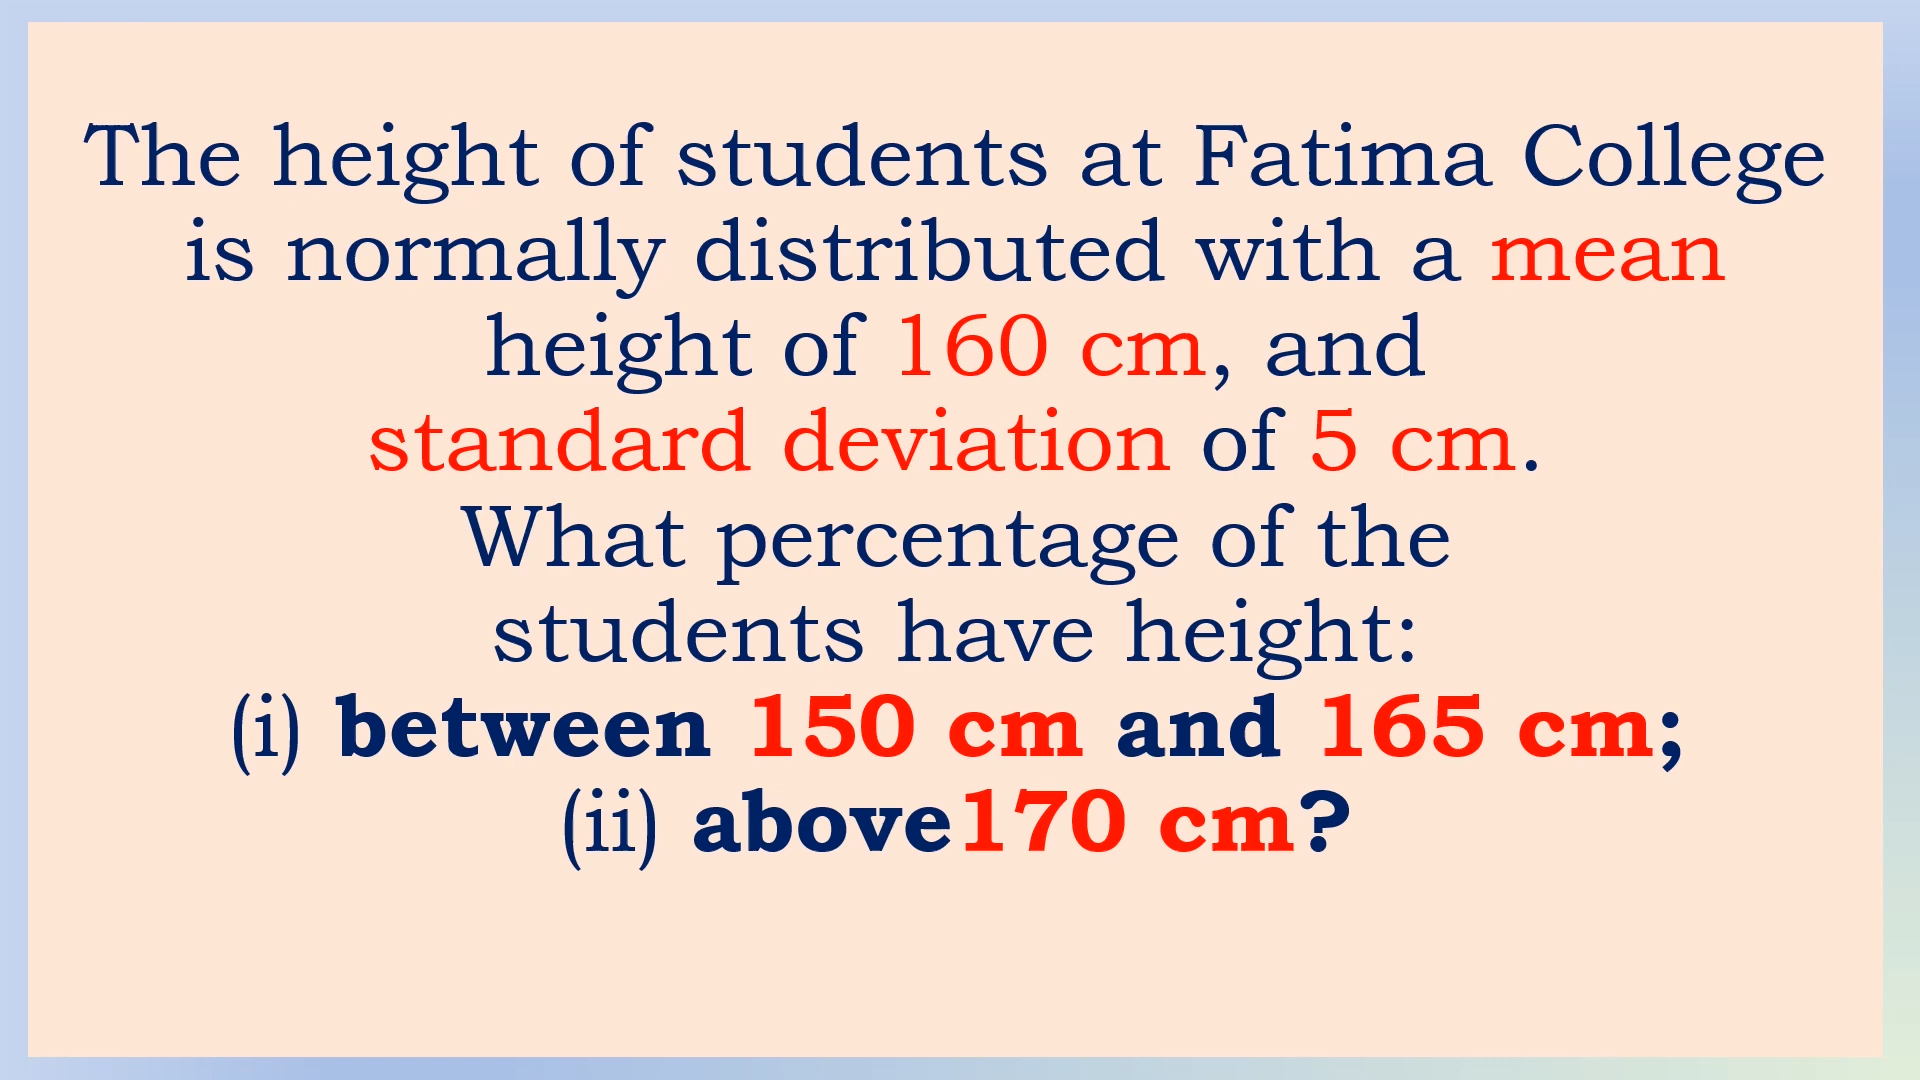 The height of students at Fatima College
is normally distributed with a mean
height of 160 cm, and
standard deviation of 5 cm.
What percentage of the
students have height:
(i) between 150 cm and 165 cm;
(ii) above170 cm?